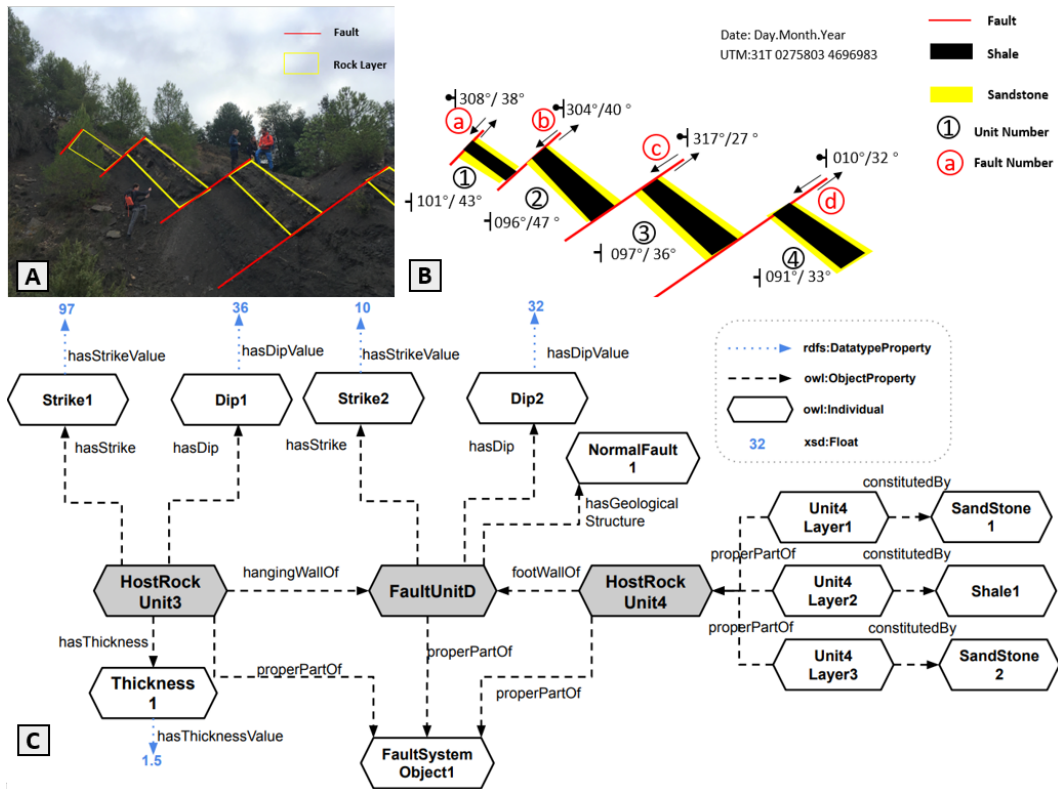 Fault
Rock Layer
A
B
Date: Day.Month.Year
UTM:31T 0275803 4696983
Fault
Shale
Sandstone
1 Unit Number
a Fault Number
308°/ 38°
304°/40 °
317°/27 °
010°/32 °
a
b
c
d
1
2
3
4
101°/ 43°
096°/47 °
097°/ 36°
091°/ 33°
97
36
10
32
hasStrikeValue
hasDipValue
hasStrikeValue
hasDipValue
Strike1
Dip1
Strike2
Dip2
hasStrike
hasDip
hasStrike
hasDip
NormalFault
1
hasGeological
Structure
rdfs:DatatypeProperty
owl:ObjectProperty
owl:Individual
32 xsd:Float
HostRock
Unit3
hangingWallOf
FaultUnitD
footWallOf
HostRock
Unit4
properPartOf
properPartOf
Unit4
Layer1
constitutedBy
SandStone
1
Unit4
Layer2
constitutedBy
Shale1
Unit4
Layer3
constitutedBy
SandStone
2
hasThickness
Thickness
1
hasThicknessValue
1.5
properPartOf
properPartOf
properPartOf
FaultSystem
Object1
C